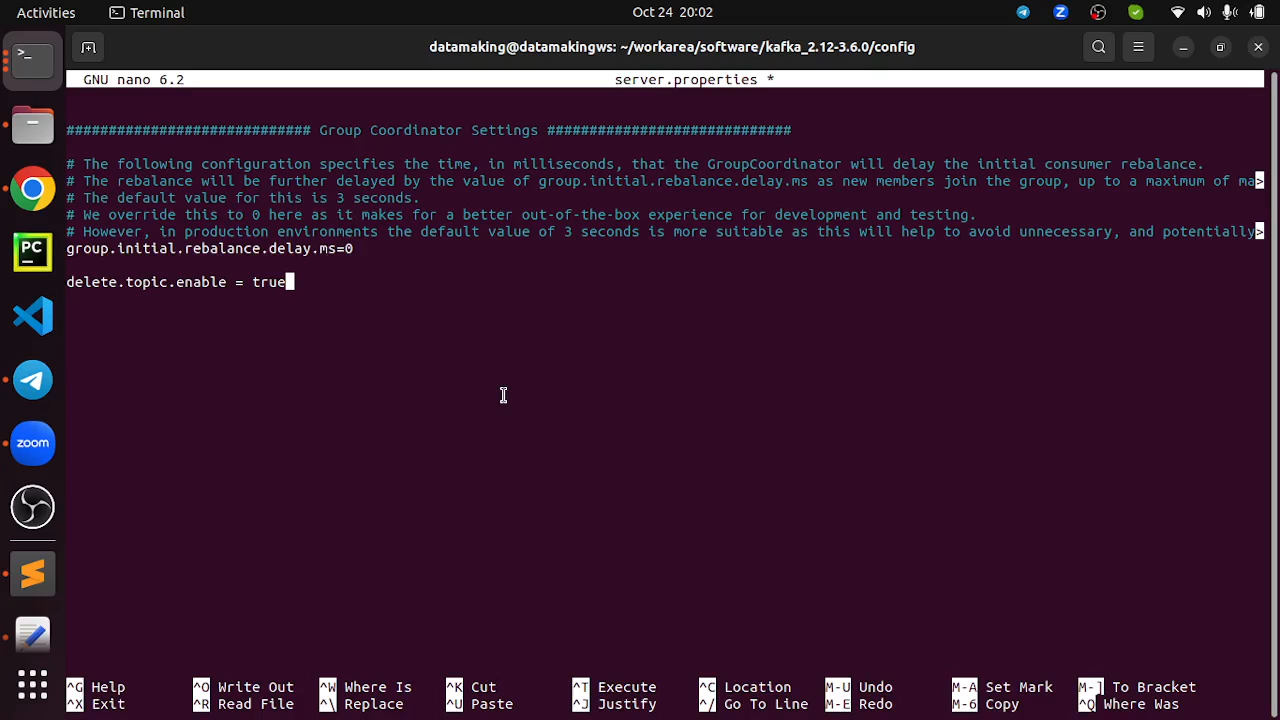 Activities Terminal Oct 24 20:02
datamaking@datamakingws: ~/workarea/software/kafka_2.12-3.6.0/config
GNU nano 6.2 server.properties *
############################# Group Coordinator Settings #############################
# The following configuration specifies the time, in milliseconds, that the GroupCoordinator will delay the initial consumer rebalance.
# The rebalance will be further delayed by the value of group.initial.rebalance.delay.ms as new members join the group, up to a maximum of ma>
# The default value for this is 3 seconds.
# We override this to 0 here as it makes for a better out-of-the-box experience for development and testing.
# However, in production environments the default value of 3 seconds is more suitable as this will help to avoid unnecessary, and potentially>
group.initial.rebalance.delay.ms=0
delete.topic.enable = true
PC
zoom
^G Help ^O Write Out ^W Where Is ^K Cut ^T Execute ^C Location M-U Undo M-A Set Mark M-] To Bracket
^X Exit ^R Read File ^\ Replace ^U Paste ^J Justify ^/ Go To Line M-E Redo M-6 Copy ^Q Where Was